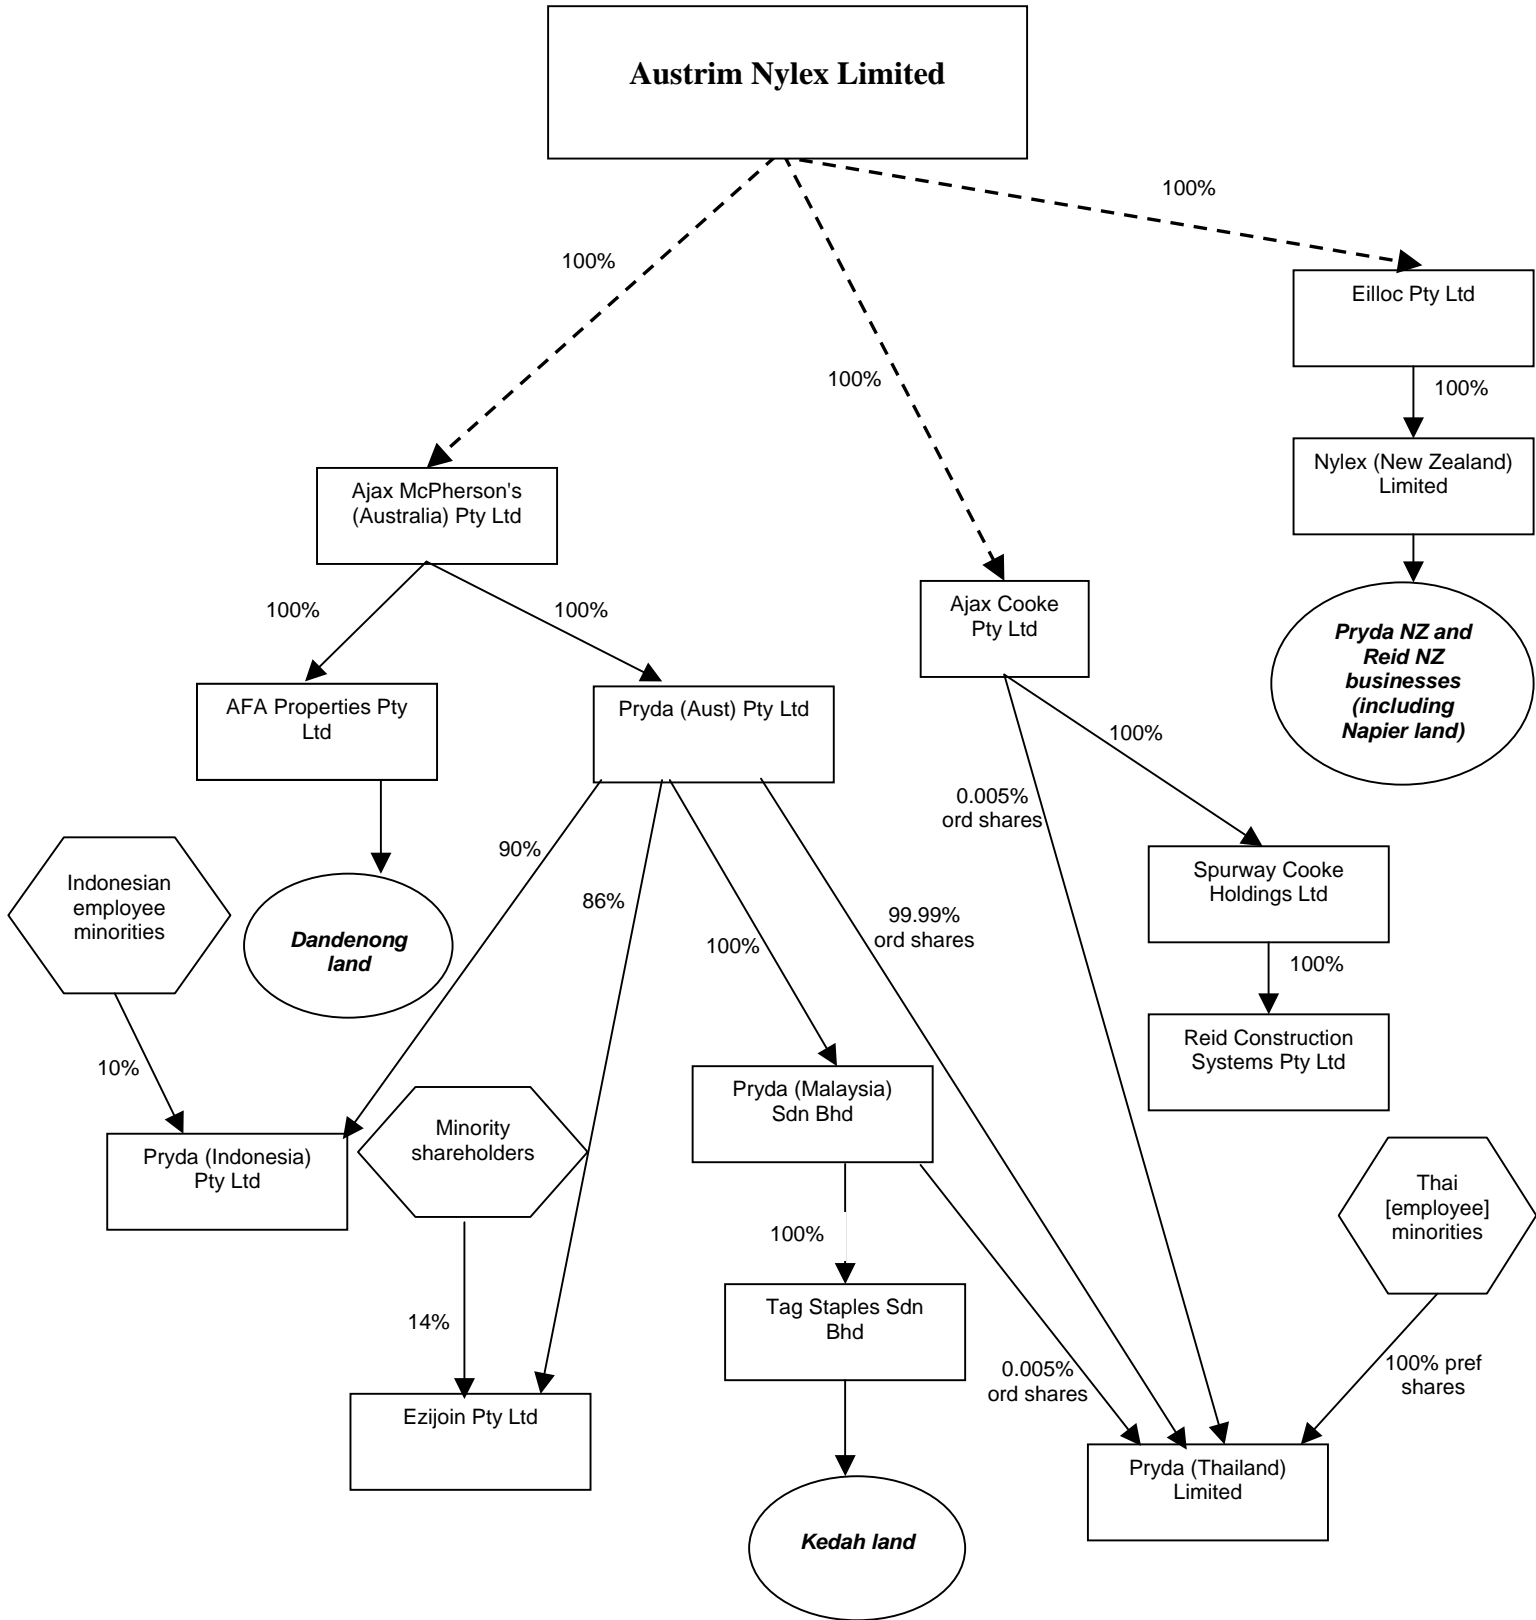 Austrim Nylex Limited
100%
100%
100%
Eilloc Pty Ltd
100%
Nylex (New Zealand)
Limited
Ajax McPherson's
(Australia) Pty Ltd
Ajax Cooke
Pty Ltd
Pryda NZ and
Reid NZ
businesses
(including
Napier land)
100%
100%
AFA Properties Pty
Ltd
Pryda (Aust) Pty Ltd
100%
0.005%
ord shares
Indonesian
employee
minorities
90%
86%
Spurway Cooke
Holdings Ltd
Dandenong
land
100%
99.99%
ord shares
100%
Reid Construction
Systems Pty Ltd
10%
Pryda (Indonesia)
Pty Ltd
Minority
shareholders
Pryda (Malaysia)
Sdn Bhd
Thai
[employee]
minorities
100%
14%
Tag Staples Sdn
Bhd
0.005%
ord shares
100% pref
shares
Ezijoin Pty Ltd
Pryda (Thailand)
Limited
Kedah land